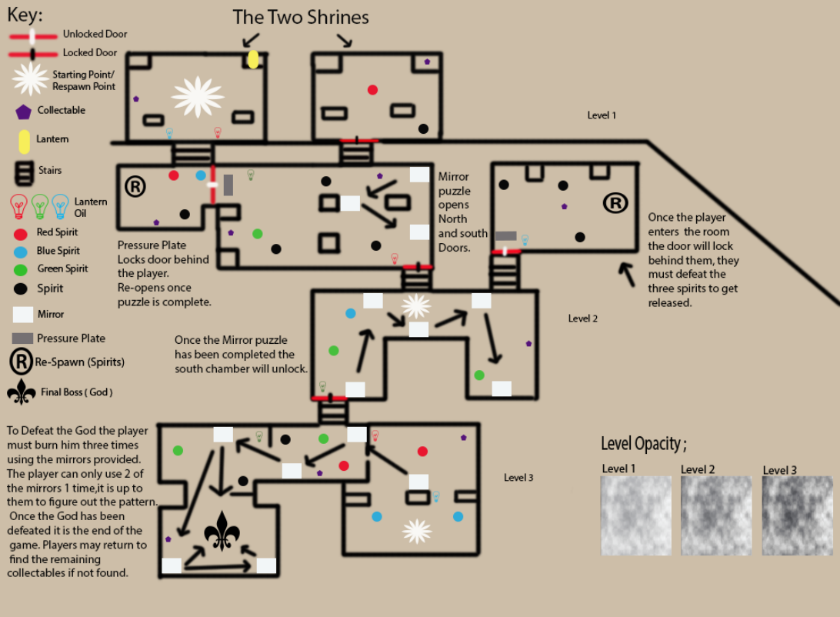 Key:
The Two Shrines
Unlocked Door
Locked Door
Starting Point/
Respawn Point
Collectable
Lantern
Stairs
Lantern
Oil
Red Spirit
Blue Spirit
Green Spirit
Spirit
Mirror
Pressure Plate
R Re-Spawn (Spirits)
Final Boss ( God )
Level 1
R
Mirror
puzzle
opens
North
and south
Doors.
R
Pressure Plate
Locks door behind
the player.
Re-opens once
puzzle is complete.
Once the player
enters the room
the door will lock
behind them, they
must defeat the
three spirits to get
released.
Level 2
Once the Mirror puzzle
has been completed the
south chamber will unlock.
To Defeat the God the player
must burn him three times
using the mirrors provided.
The player can only use 2 of
the mirrors 1 time,it is up to
them to figure out the pattern.
Once the God has been
defeated it is the end of the
game. Players may return to
find the remaining
collectables if not found.
Level 3
Level Opacity ;
Level 1
Level 2
Level 3